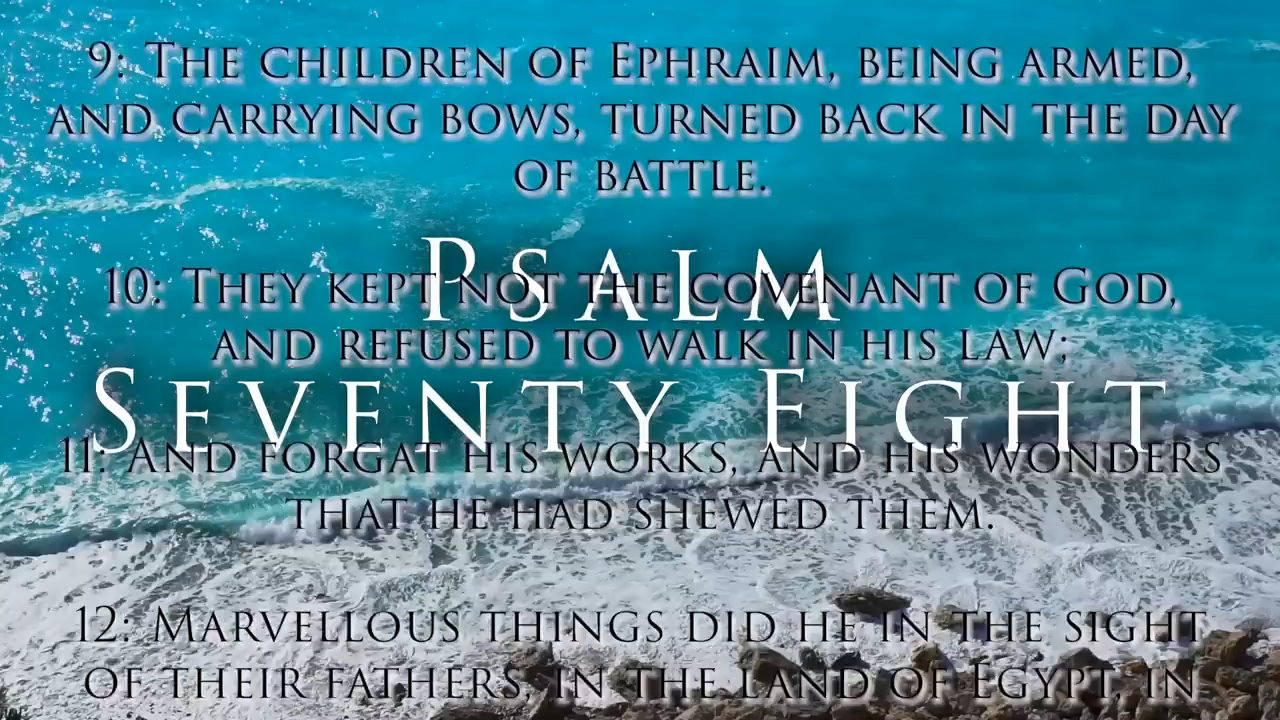 9: The children of Ephraim, being armed,
and carrying bows, turned back in the day
of battle.
Psalm
10: They kept not the covenant of God,
and refused to walk in his law;
Seventy Eight
11: And forgat his works, and his wonders
that he had shewed them.
12: Marvellous things did he in the sight
of their fathers, in the land of Egypt, in